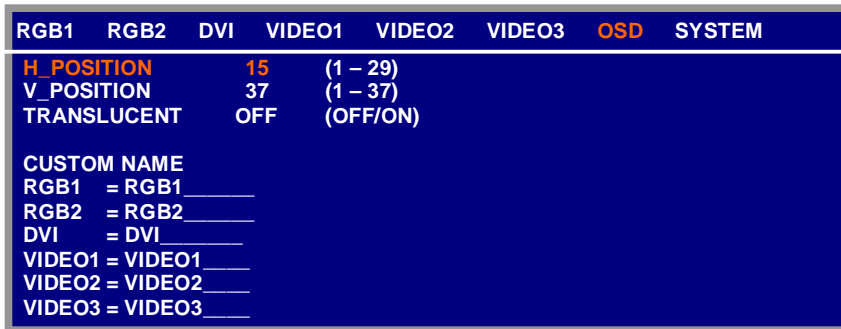 RGB1 RGB2 DVI VIDEO1 VIDEO2 VIDEO3 OSD SYSTEM
H_POSITION 15 (1 – 29)
V_POSITION 37 (1 – 37)
TRANSLUCENT OFF (OFF/ON)
CUSTOM NAME
RGB1 = RGB1______
RGB2 = RGB2______
DVI = DVI_______
VIDEO1 = VIDEO1____
VIDEO2 = VIDEO2____
VIDEO3 = VIDEO3____